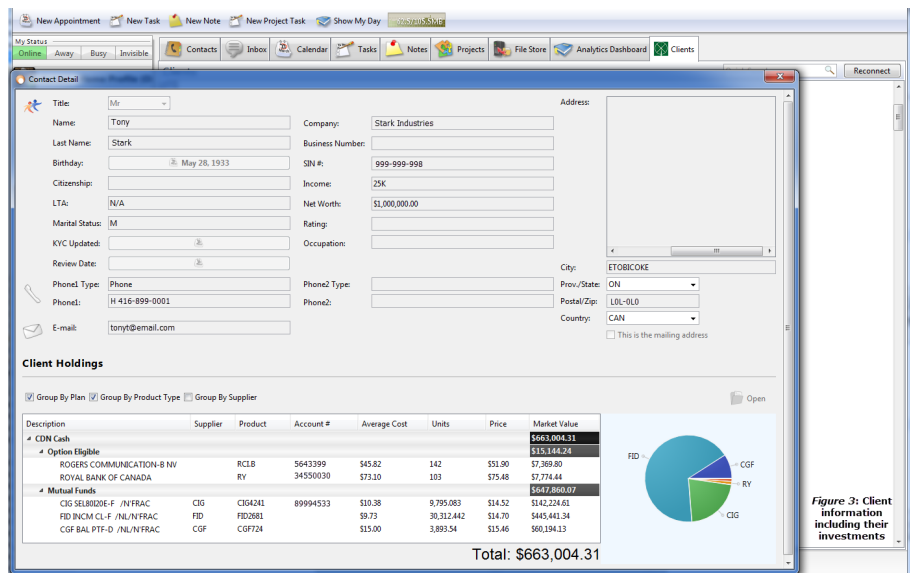 New Appointment New Task New Note New Project Task Show My Day
My Status
Online Away Busy Invisible
Contacts Inbox Calendar Tasks Notes Projects File Store Analytics Dashboard Clients
Reconnect
Contact Detail
Title: Mr
Address:
Name: Tony
Company: Stark Industries
Last Name: Stark
Business Number:
Birthday: May 28, 1933
SIN #: 999-999-998
Citizenship:
Income: 25K
LTA: N/A
Net Worth: $1,000,000.00
Marital Status: M
Rating:
KYC Updated:
Occupation:
Review Date:
City: ETOBICOKE
Phone1 Type: Phone
Phone2 Type:
Prov./State: ON
Phone1: H 416-899-0001
Phone2:
Postal/Zip: L0L-0L0
Country: CAN
E-mail: tonyt@email.com
This is the mailing address
Client Holdings
Group By Plan Group By Product Type Group By Supplier
Open
Description Supplier Product Account # Average Cost Units Price Market Value
CDN Cash $663,004.31
Option Eligible $15,144.24
ROGERS COMMUNICATION-B NV RCI.B 5643399 $45.82 142 $51.90 $7,369.80
ROYAL BANK OF CANADA RY 34550030 $73.10 103 $75.48 $7,774.44
Mutual Funds $647,860.07
CIG SEL80I20E-F /N'FRAC CIG CIG4241 89994533 $10.38 9,795.083 $14.52 $142,224.61
FID INCM CL-F /NL/N'FRAC FID FID2681 $9.73 30,312.442 $14.70 $445,441.34
CGF BAL PTF-D /NL/N'FRAC CGF CGF724 $15.00 3,893.54 $15.46 $60,194.13
Total: $663,004.31
FID
CGF
RY
CIG
Figure 3: Client
information
including their
investments